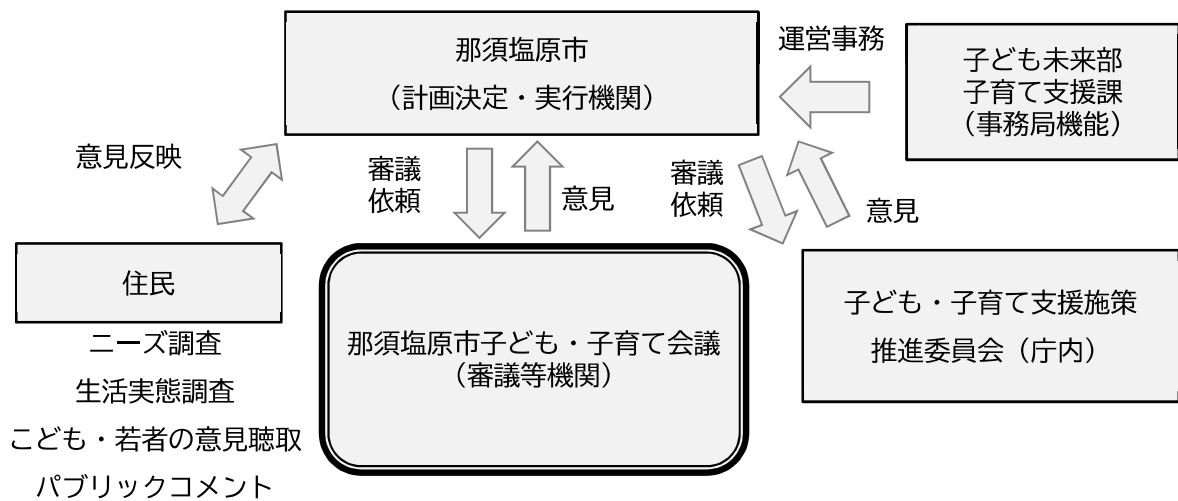 那須塩原市
（計画決定・実行機関）
運営事務
子ども未来部
子育て支援課
（事務局機能）
意見反映
審議
依頼
意見
審議
依頼
意見
住民
ニーズ調査
生活実態調査
こども・若者の意見聴取
パブリックコメント
那須塩原市子ども・子育て会議
（審議等機関）
子ども・子育て支援施策
推進委員会（庁内）